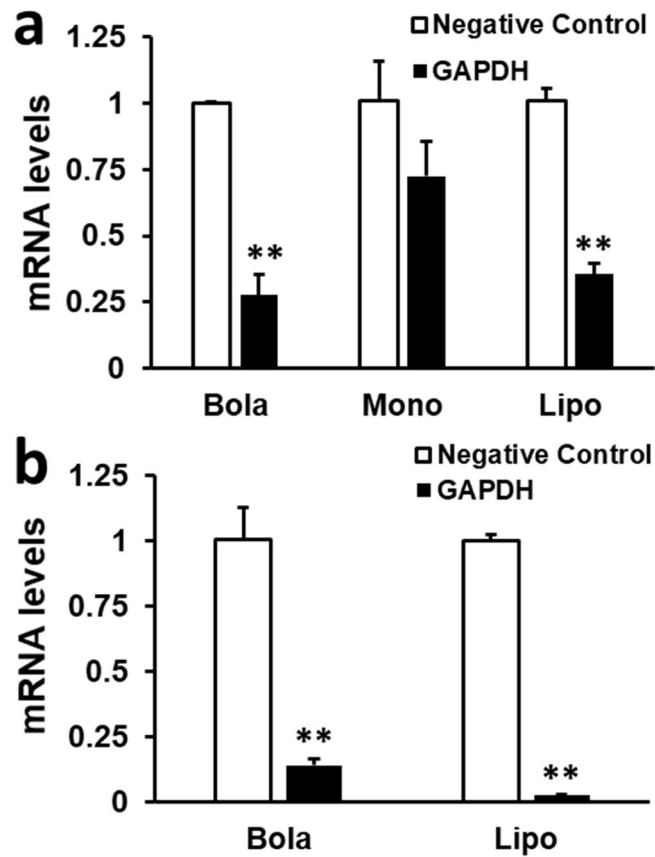 a
1.25
1
0.75
0.5
0.25
0
mRNA levels
Negative Control
GAPDH
**
**
Bola Mono Lipo
b
1.25
1
0.75
0.5
0.25
0
mRNA levels
Negative Control
GAPDH
**
**
Bola Lipo